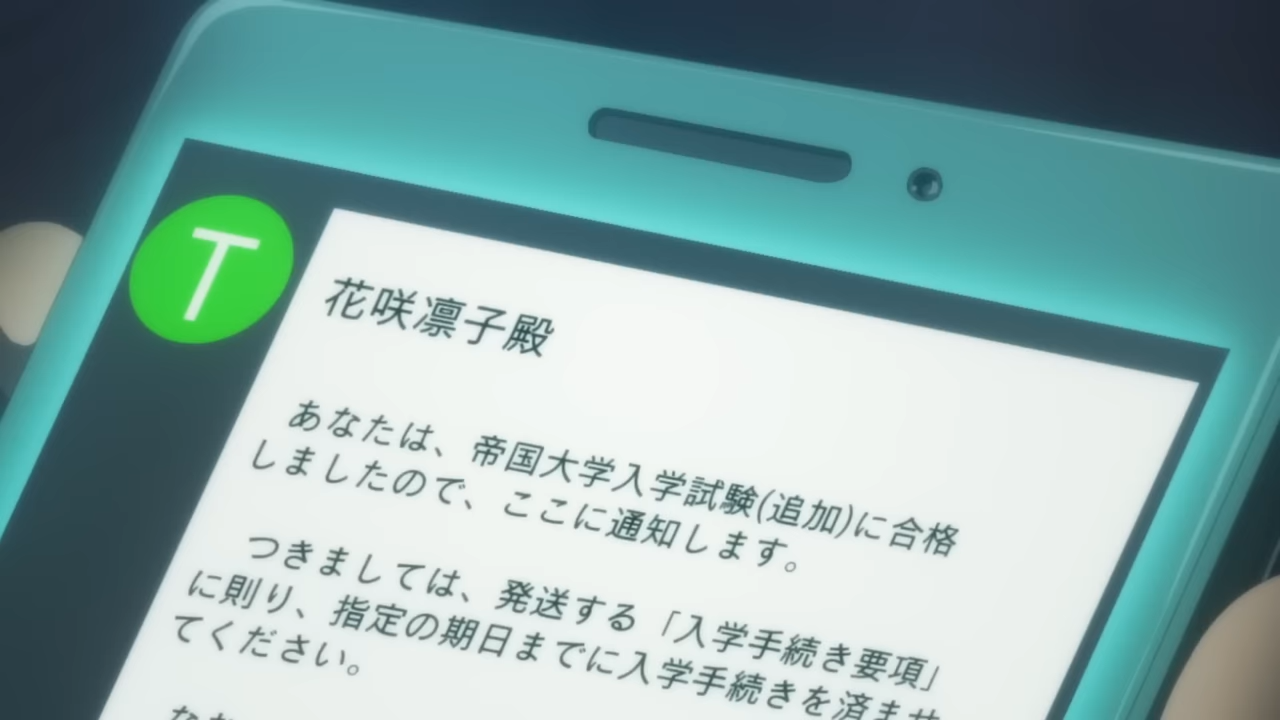 T
花咲凛子殿
あなたは、帝国大学入学試験(追加)に合格
しましたので、ここに通知します。
つきましては、発送する「入学手続き要項」
に則り、指定の期日までに入学手続きを済ませ
てください。
なお